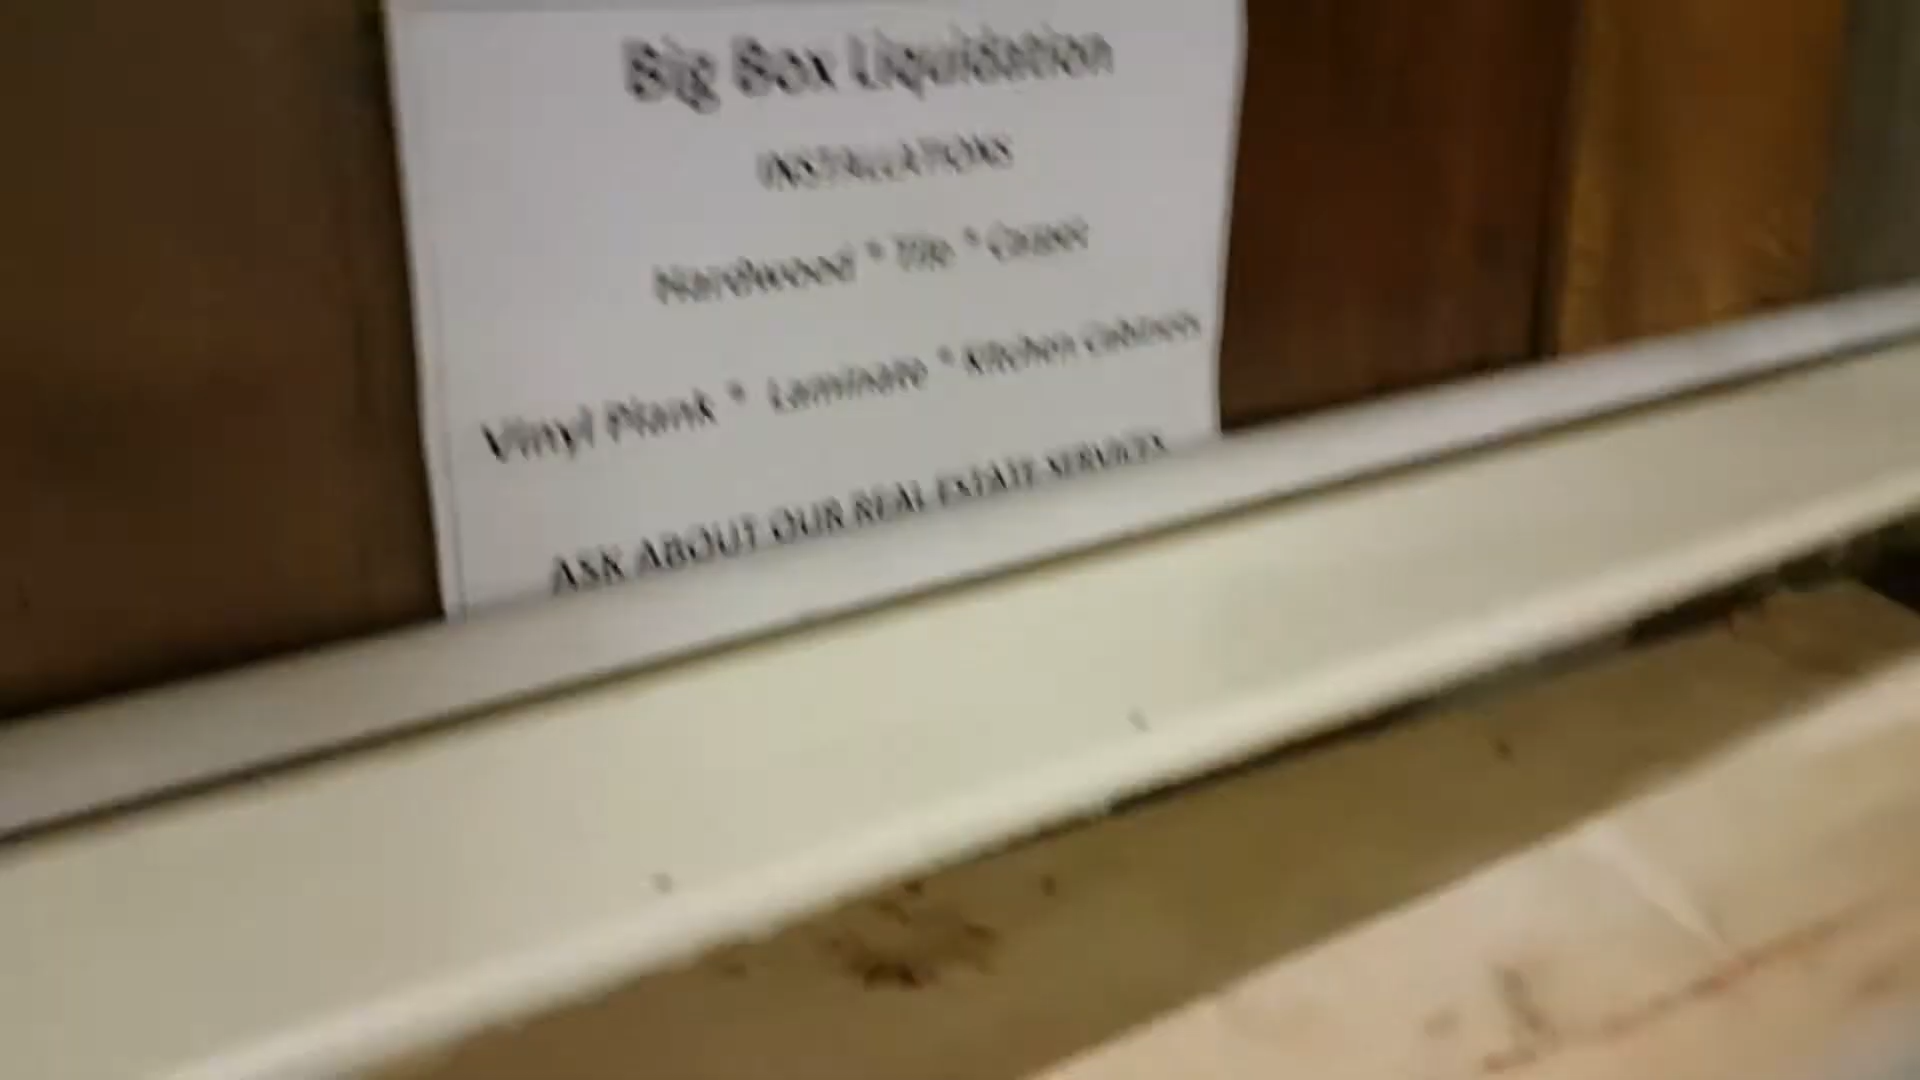 Big Box Liquidation
INSTALLATIONS
Hardwood * Tile * Carpet
Vinyl Plank * Laminate * Kitchen Cabinets
ASK ABOUT OUR REAL ESTATE SERVICES